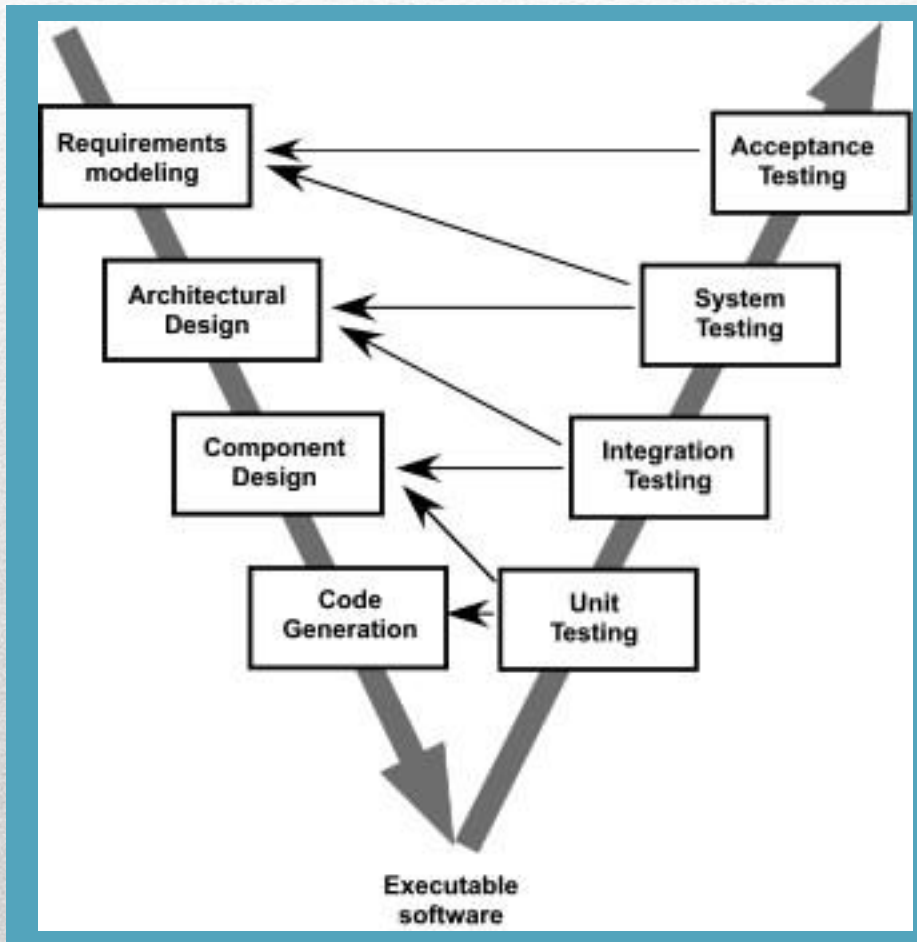 Requirements
modeling
Acceptance
Testing
Architectural
Design
System
Testing
Component
Design
Integration
Testing
Code
Generation
Unit
Testing
Executable
software